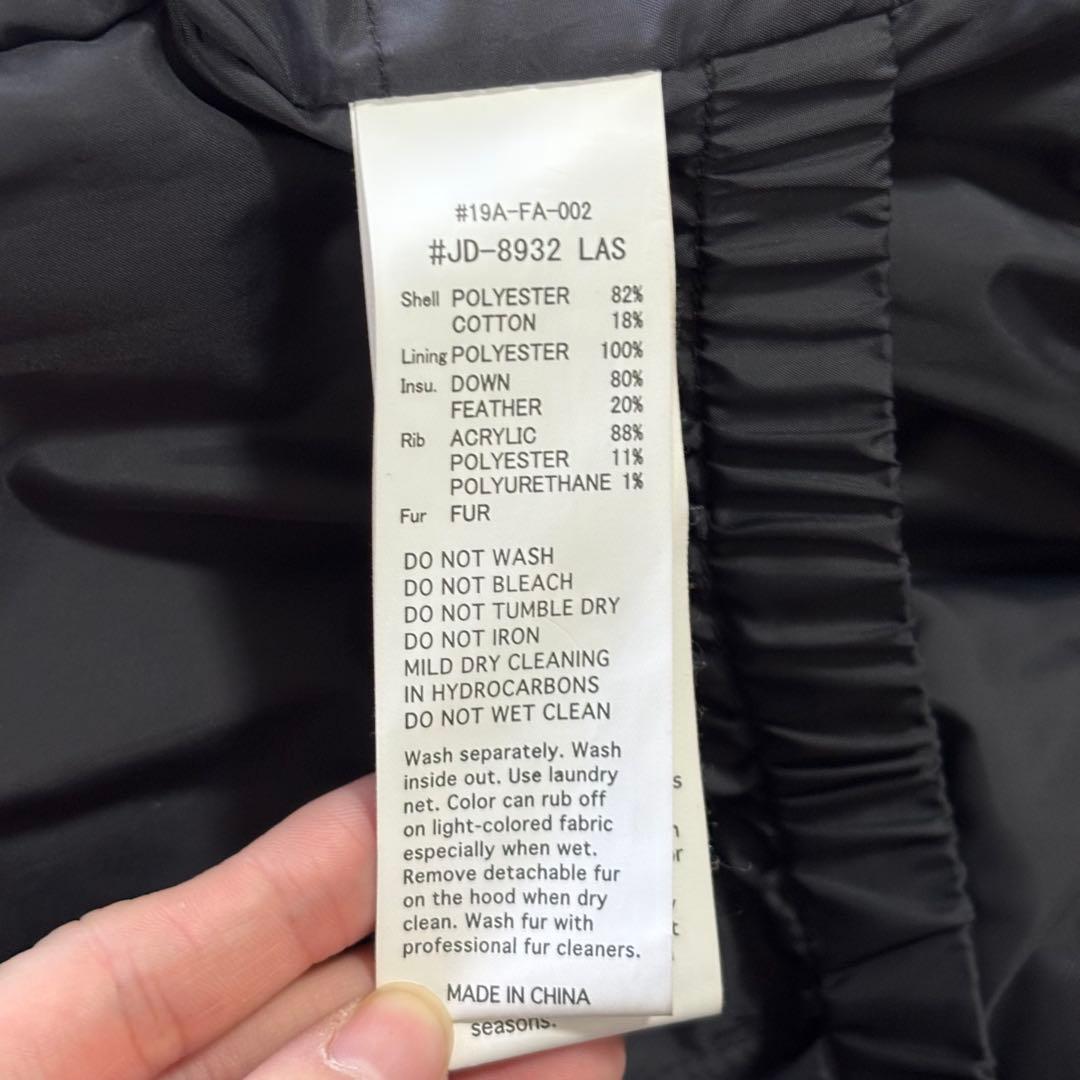 #19A-FA-002
#JD-8932 LAS
Shell POLYESTER 82%
COTTON 18%
Lining POLYESTER 100%
Insu. DOWN 80%
FEATHER 20%
Rib ACRYLIC 88%
POLYESTER 11%
POLYURETHANE 1%
Fur FUR
DO NOT WASH
DO NOT BLEACH
DO NOT TUMBLE DRY
DO NOT IRON
MILD DRY CLEANING
IN HYDROCARBONS
DO NOT WET CLEAN
Wash separately. Wash
inside out. Use laundry
net. Color can rub off
on light-colored fabric
especially when wet.
Remove detachable fur
on the hood when dry
clean. Wash fur with
professional fur cleaners.
MADE IN CHINA
seasons.